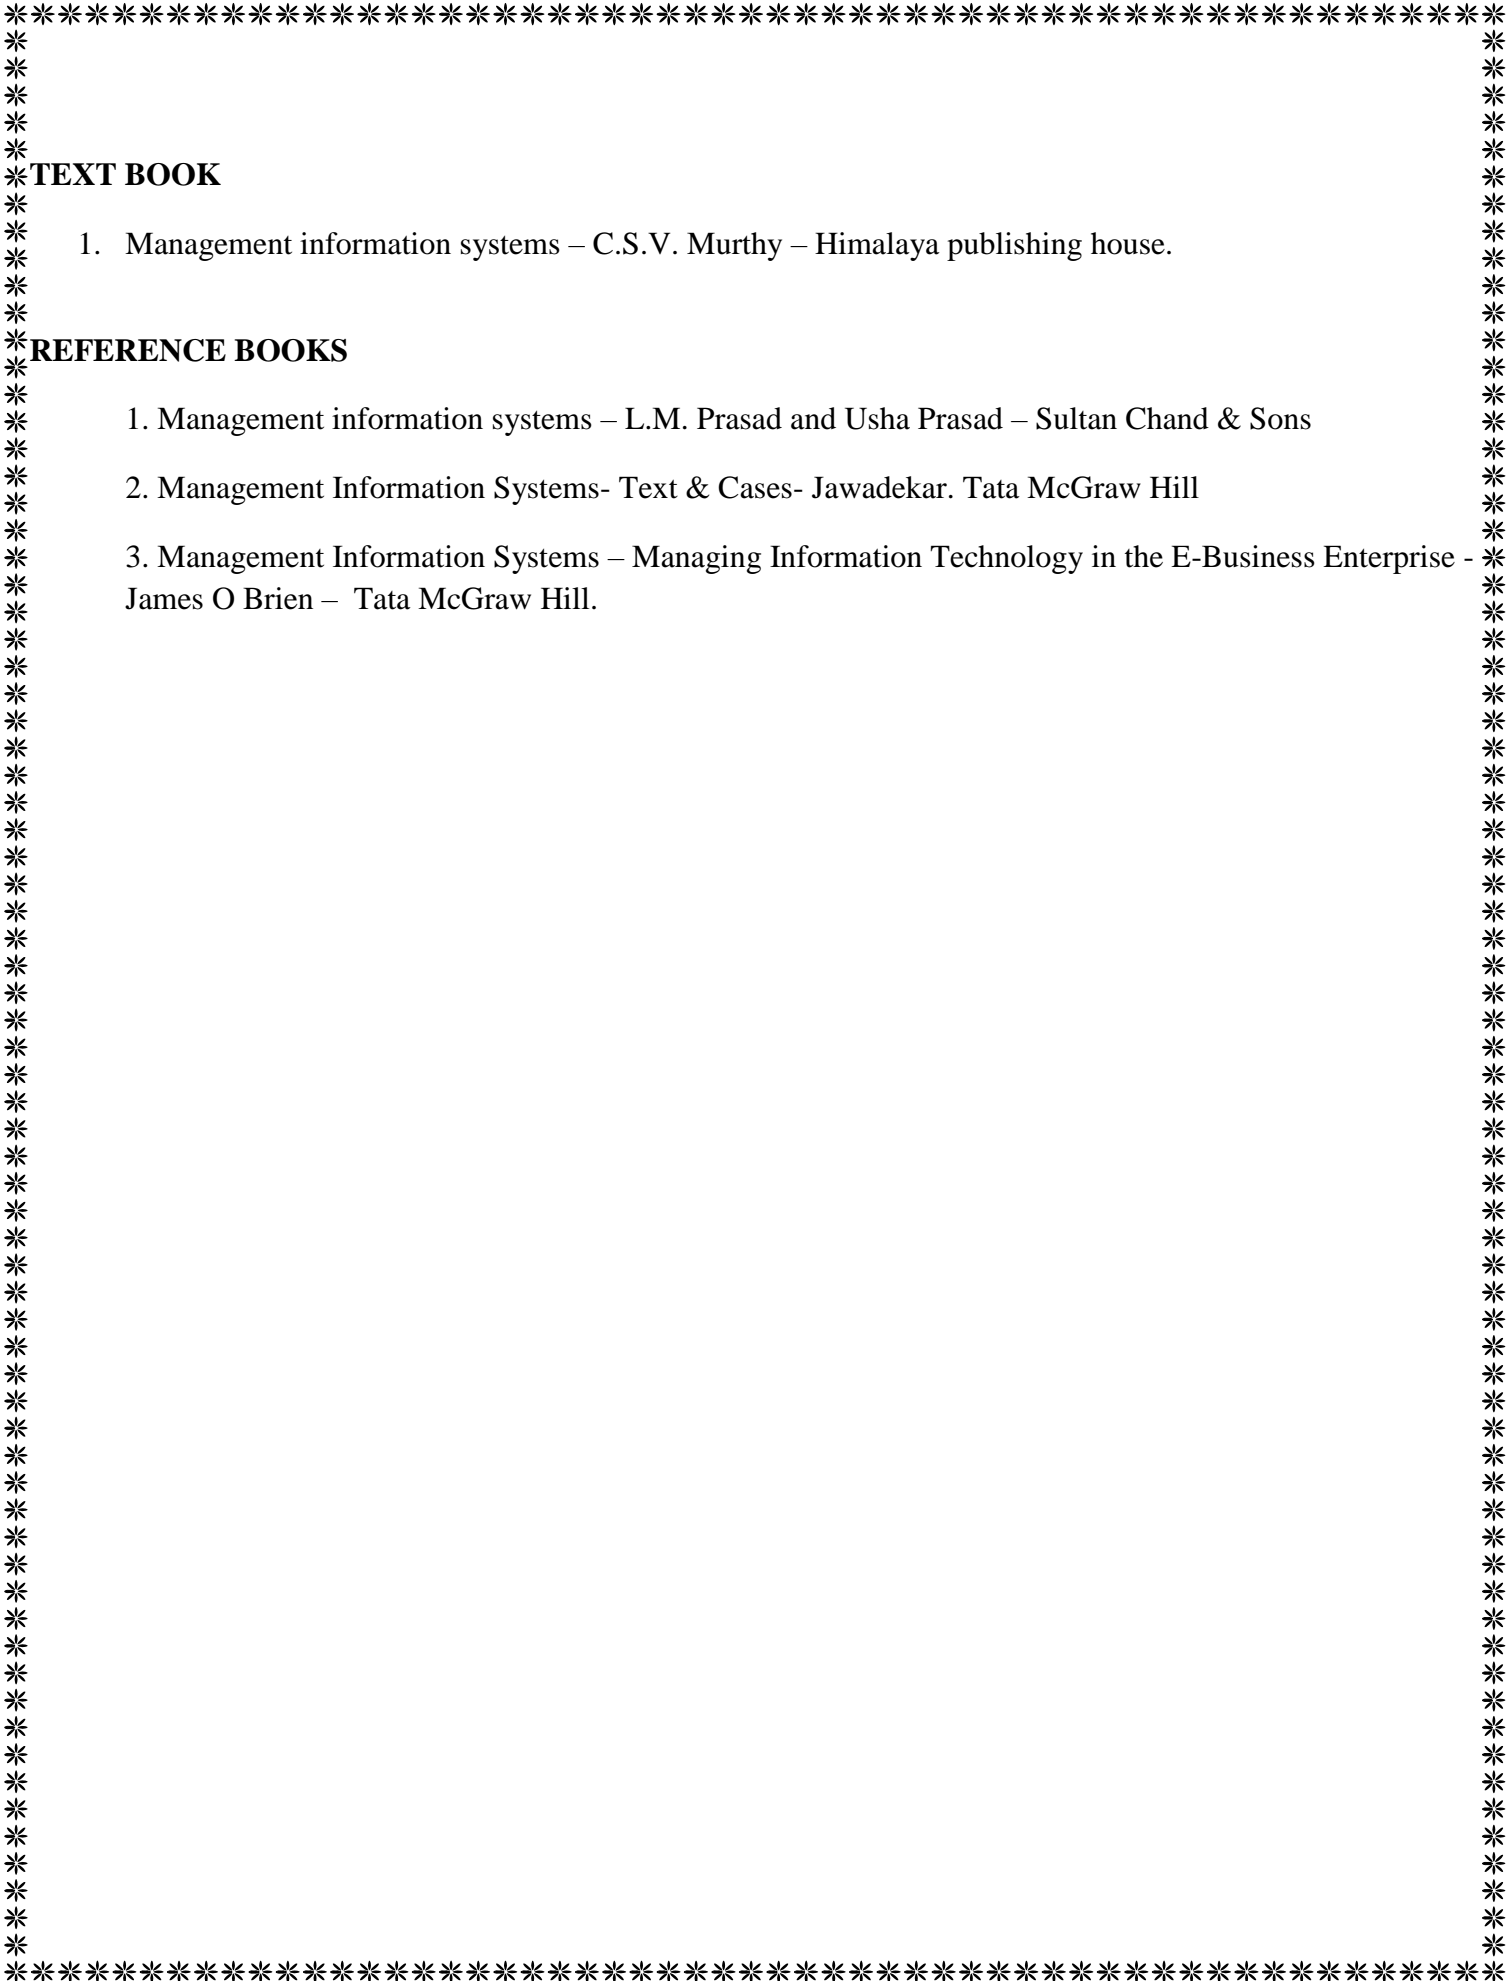 TEXT BOOK
1. Management information systems – C.S.V. Murthy – Himalaya publishing house.
REFERENCE BOOKS
1. Management information systems – L.M. Prasad and Usha Prasad – Sultan Chand & Sons
2. Management Information Systems- Text & Cases- Jawadekar. Tata McGraw Hill
3. Management Information Systems – Managing Information Technology in the E-Business Enterprise -
James O Brien – Tata McGraw Hill.